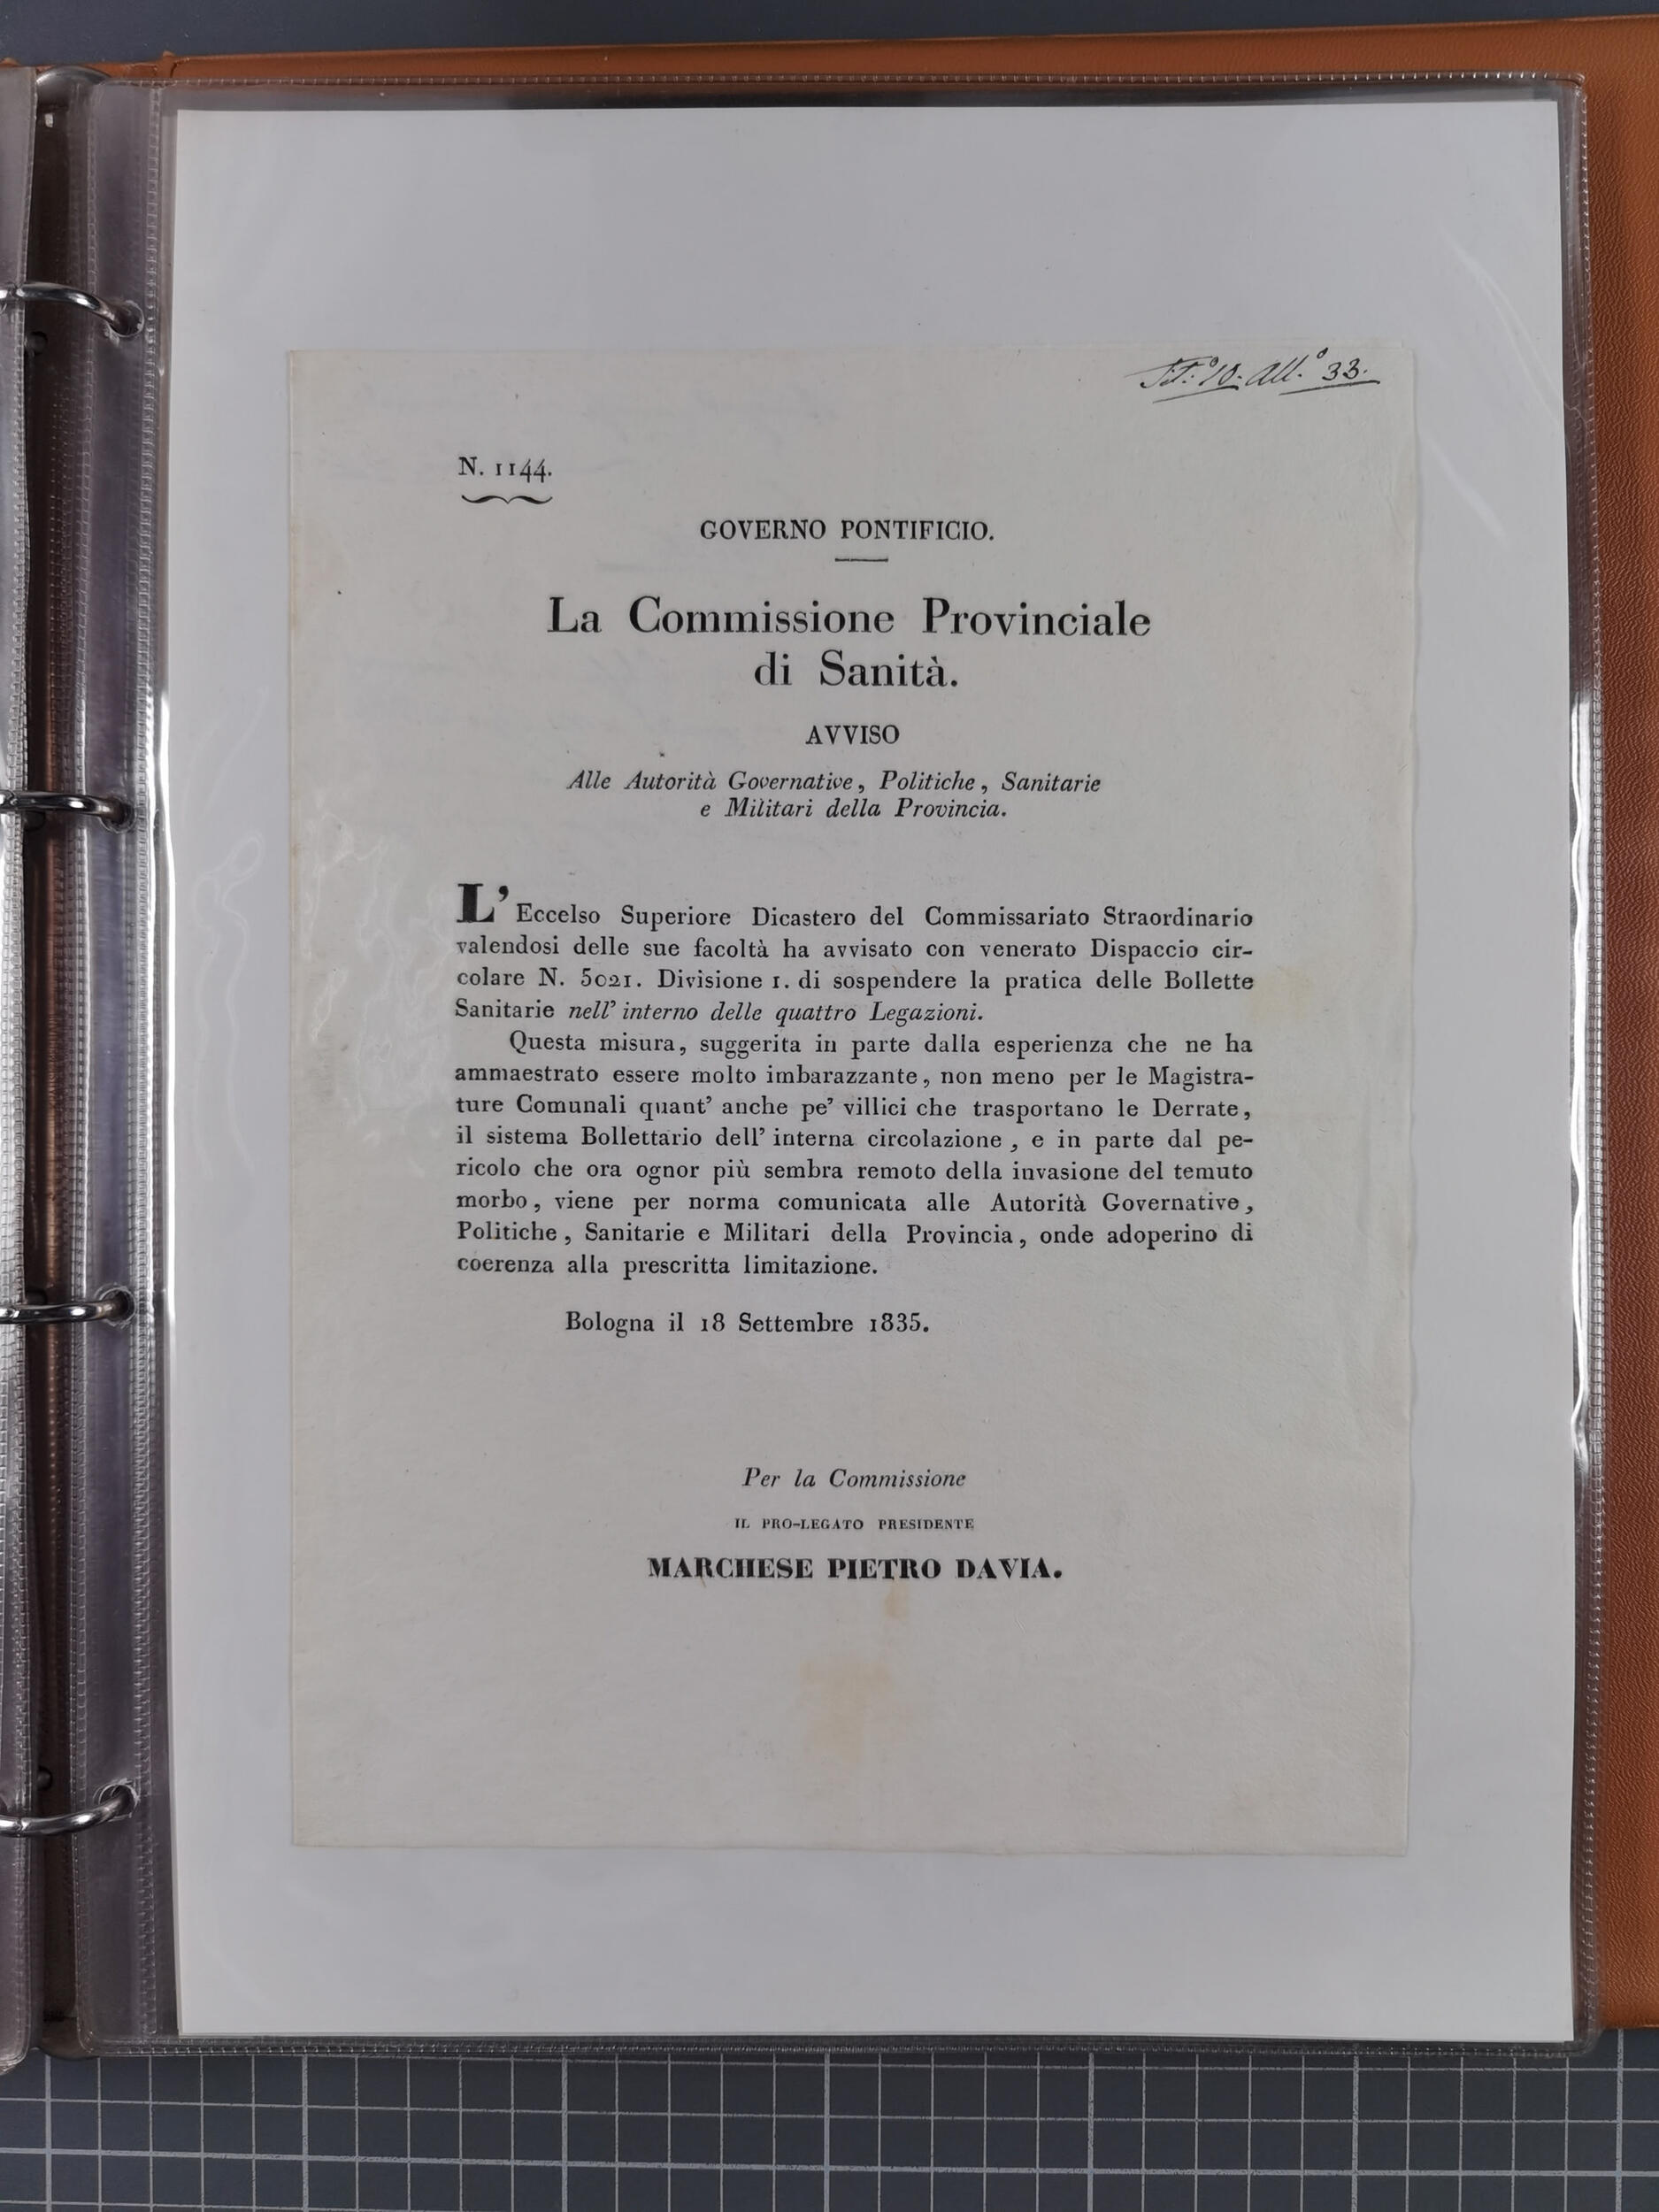 Tit.° 10. All.° 33.
N. 1144.
GOVERNO PONTIFICIO.
La Commissione Provinciale
di Sanità.
AVVISO
Alle Autorità Governative, Politiche, Sanitarie
e Militari della Provincia.
L' Eccelso Superiore Dicastero del Commissariato Straordinario
valendosi delle sue facoltà ha avvisato con venerato Dispaccio cir-
colare N. 5021. Divisione 1. di sospendere la pratica delle Bollette
Sanitarie nell' interno delle quattro Legazioni.
Questa misura, suggerita in parte dalla esperienza che ne ha
ammaestrato essere molto imbarazzante, non meno per le Magistra-
ture Comunali quant' anche pe' villici che trasportano le Derrate,
il sistema Bollettario dell' interna circolazione, e in parte dal pe-
ricolo che ora ognor più sembra remoto della invasione del temuto
morbo, viene per norma comunicata alle Autorità Governative,
Politiche, Sanitarie e Militari della Provincia, onde adoperino di
coerenza alla prescritta limitazione.
Bologna il 18 Settembre 1835.
Per la Commissione
IL PRO-LEGATO PRESIDENTE
MARCHESE PIETRO DAVIA.